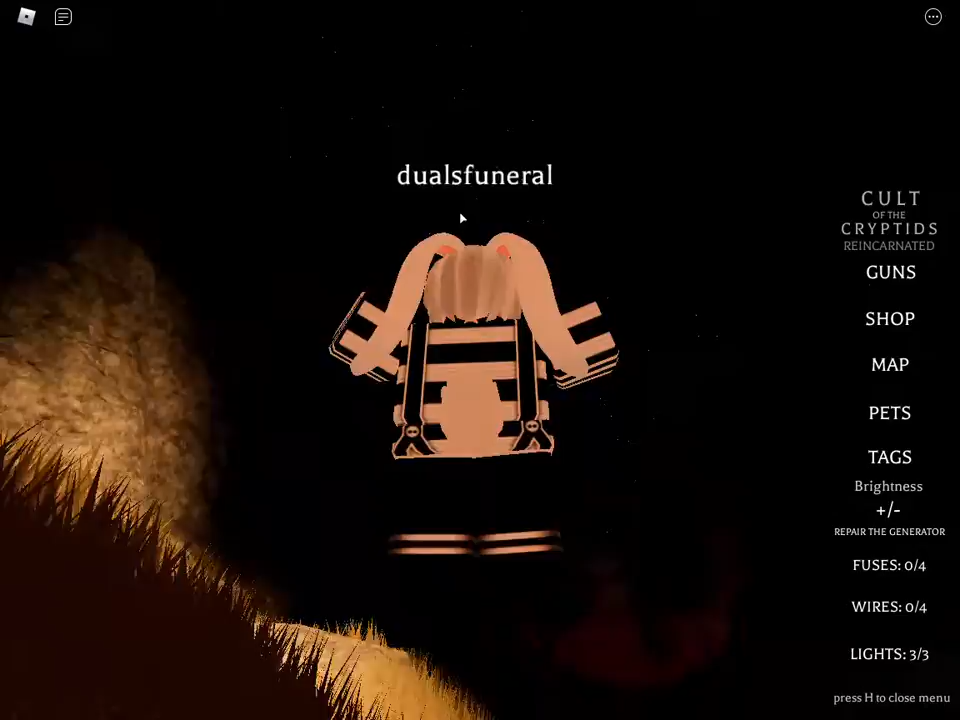 dualsfuneral
CULT
OF THE
CRYPTIDS
REINCARNATED
GUNS
SHOP
MAP
PETS
TAGS
Brightness
+/-
REPAIR THE GENERATOR
FUSES: 0/4
WIRES: 0/4
LIGHTS: 3/3
press H to close menu